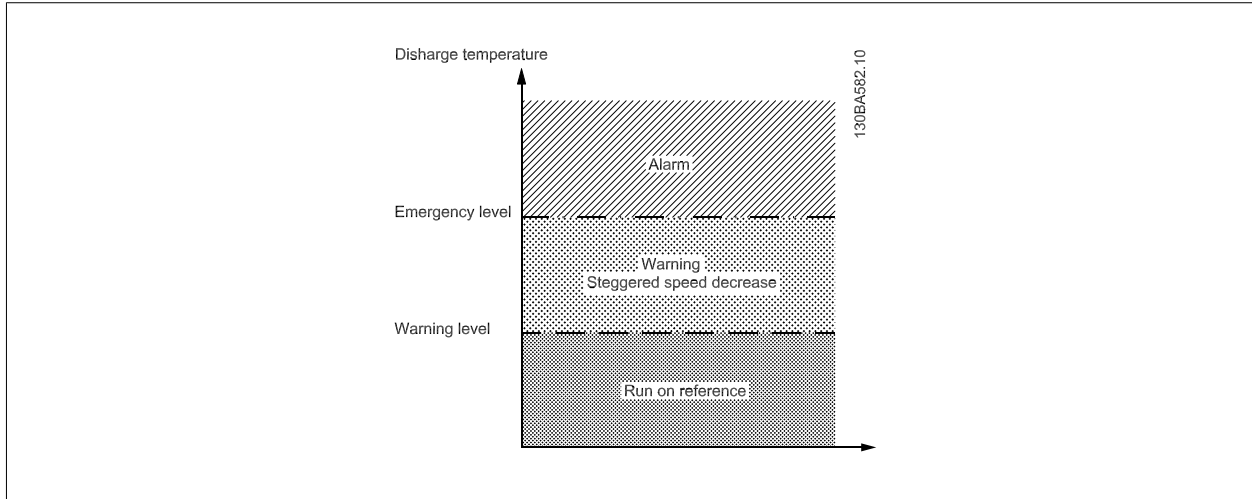 Disharge temperature
130BA582.10
Alarm
Emergency level
Warning
Steggered speed decrease
Warning level
Run on reference